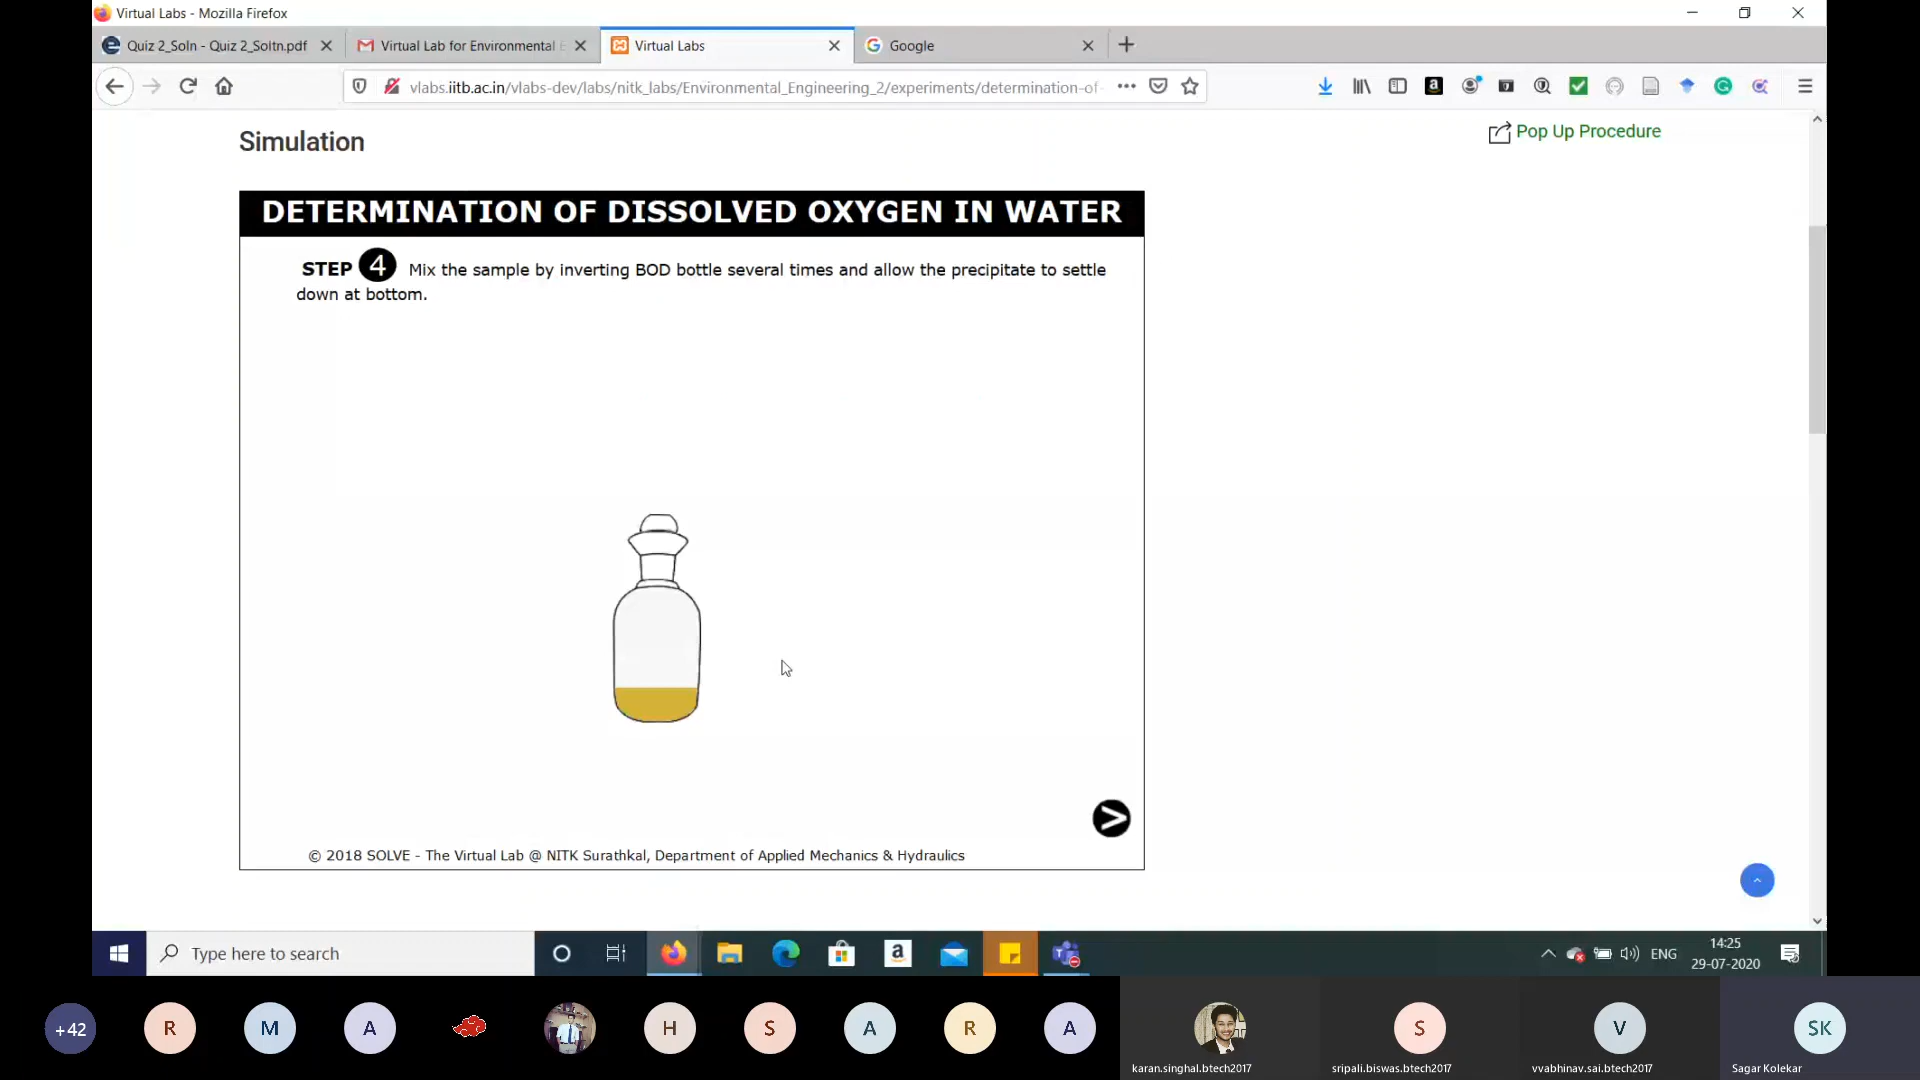 Virtual Labs - Mozilla Firefox
Quiz 2_Soln - Quiz 2_Soltn.pdf
Virtual Lab for Environmental E
Virtual Labs
Google
vlabs.iitb.ac.in/vlabs-dev/labs/nitk_labs/Environmental_Engineering_2/experiments/determination-of-
Simulation
Pop Up Procedure
DETERMINATION OF DISSOLVED OXYGEN IN WATER
STEP 4 Mix the sample by inverting BOD bottle several times and allow the precipitate to settle
down at bottom.
© 2018 SOLVE - The Virtual Lab @ NITK Surathkal, Department of Applied Mechanics & Hydraulics
Type here to search
ENG
14:25
29-07-2020
+42
R
M
A
H
S
A
R
A
S
V
SK
karan.singhal.btech2017
sripali.biswas.btech2017
vvabhinav.sai.btech2017
Sagar Kolekar